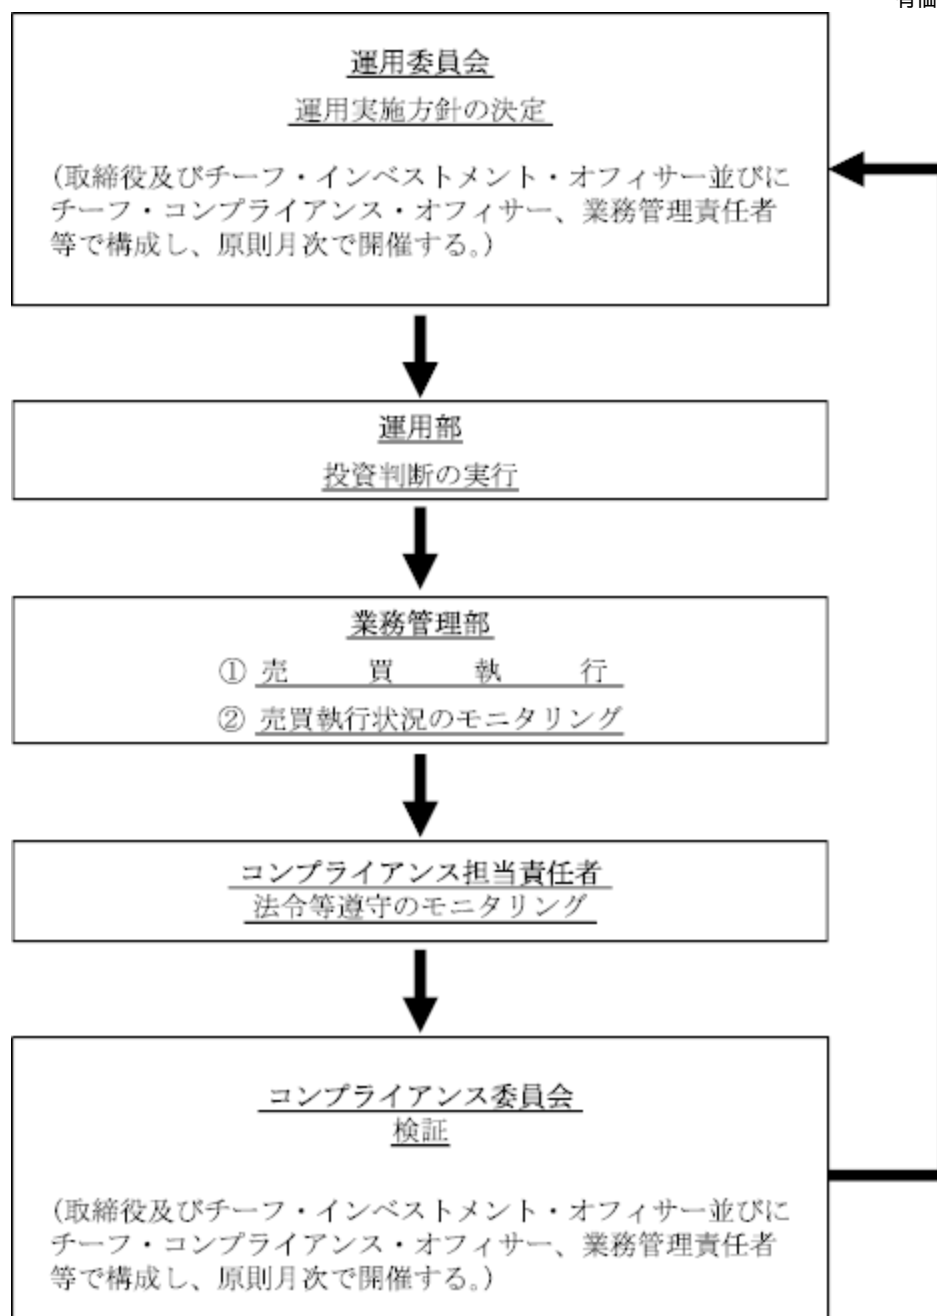 有価
運用委員会
運用実施方針の決定
(取締役及びチーフ・インベストメント・オフィサー並びに
チーフ・コンプライアンス・オフィサー、業務管理責任者
等で構成し、原則月次で開催する。)
運用部
投資判断の実行
業務管理部
① 売買執行
② 売買執行状況のモニタリング
コンプライアンス担当責任者
法令等遵守のモニタリング
コンプライアンス委員会
検証
(取締役及びチーフ・インベストメント・オフィサー並びに
チーフ・コンプライアンス・オフィサー、業務管理責任者
等で構成し、原則月次で開催する。)